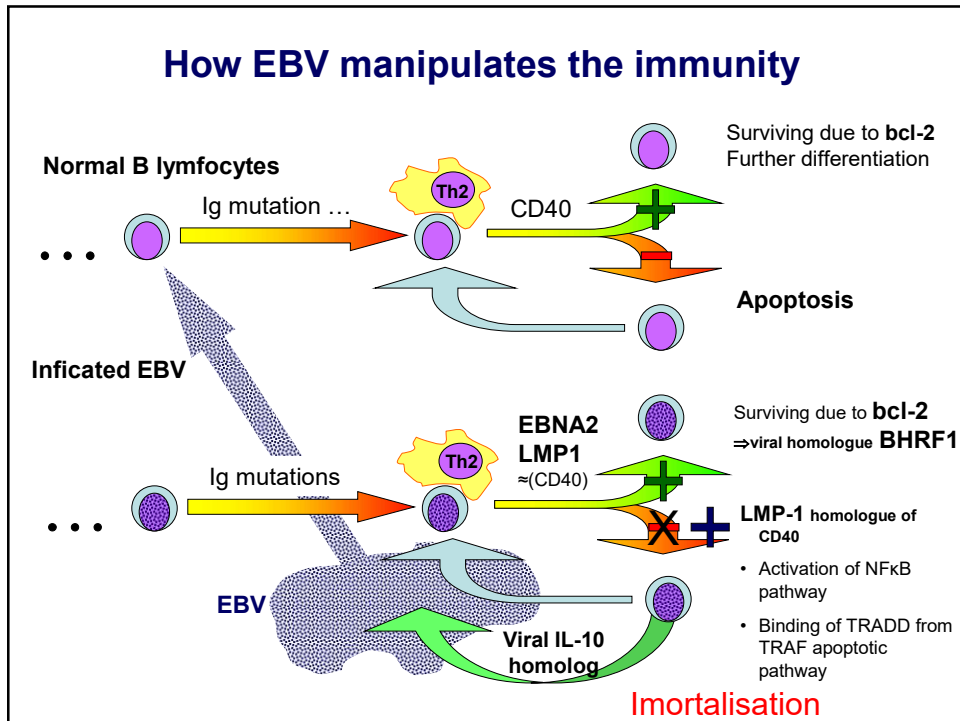 How EBV manipulates the immunity
Surviving due to bcl-2
Further differentiation
Normal B lymfocytes
Th2
Ig mutation …
CD40
• • •
Apoptosis
Inficated EBV
Surviving due to bcl-2
⇒viral homologue BHRF1
EBNA2
LMP1
≈(CD40)
Th2
Ig mutations
• • •
X
LMP-1 homologue of
CD40
• Activation of NFκB
pathway
• Binding of TRADD from
TRAF apoptotic
pathway
EBV
Viral IL-10
homolog
Imortalisation